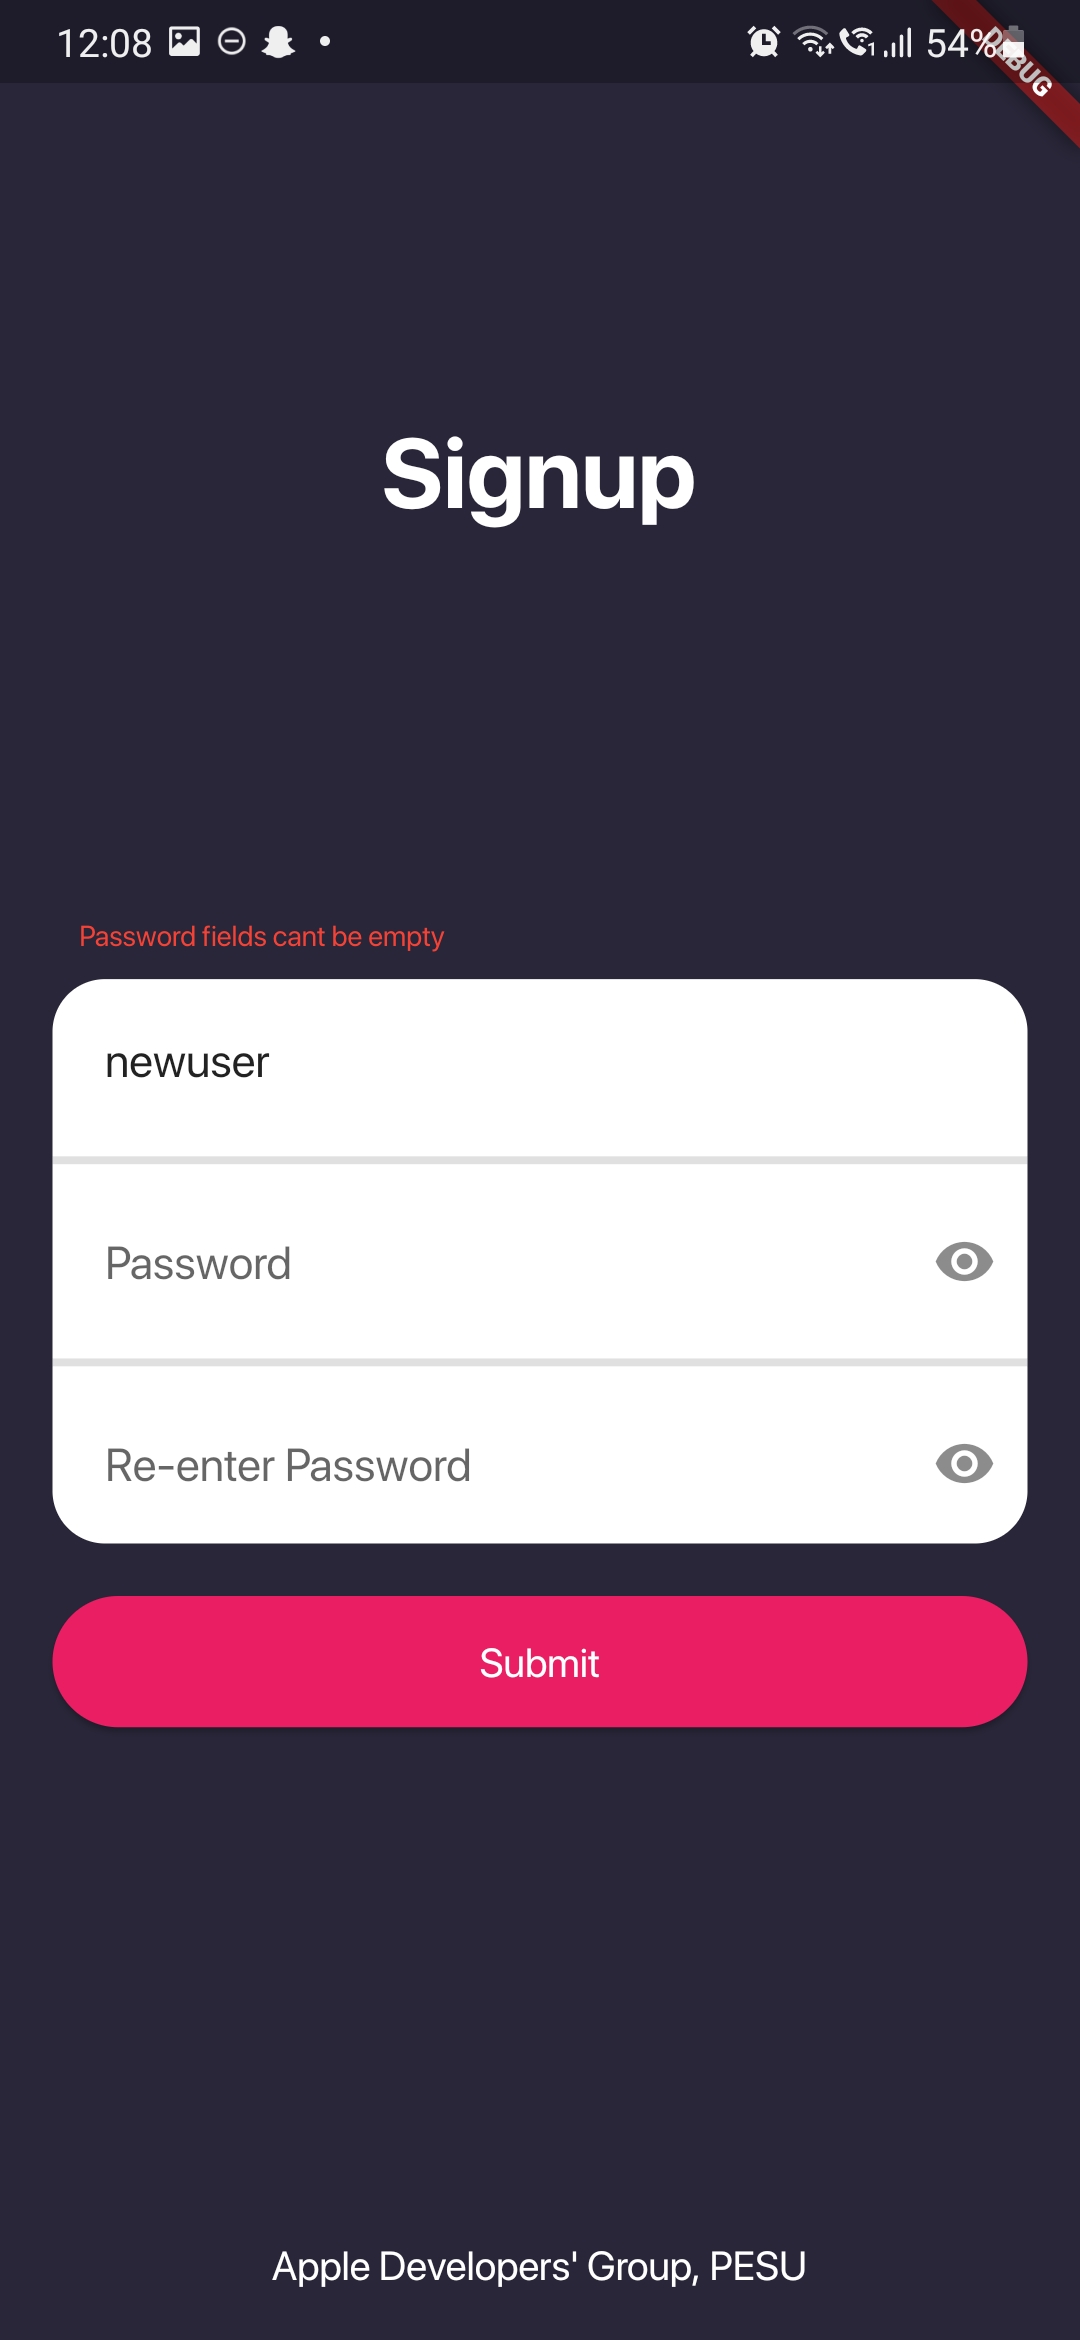 12:08
54%
DEBUG
Signup
Password fields cant be empty
newuser
Password
Re-enter Password
Submit
Apple Developers' Group, PESU